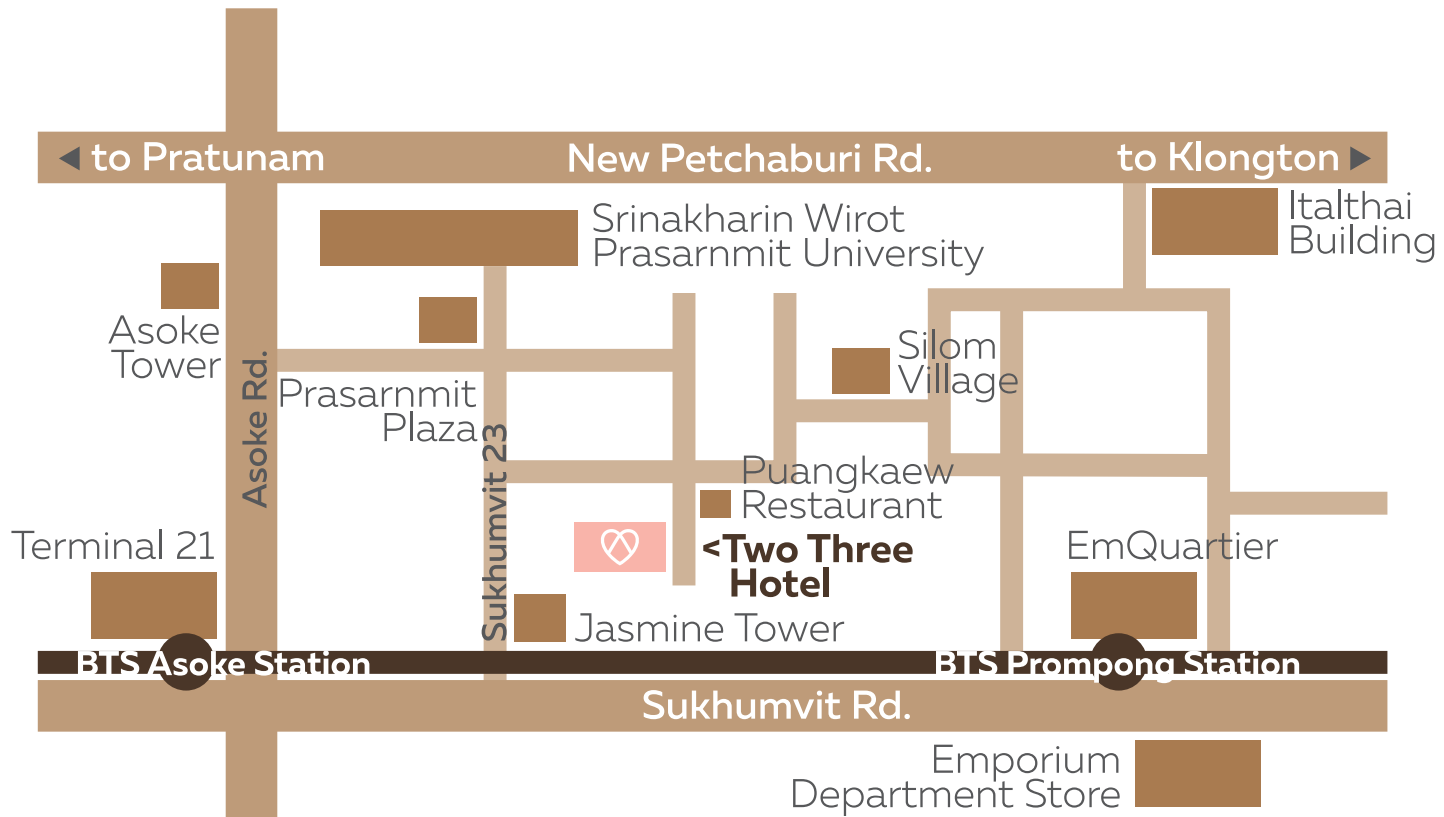 ◀ to Pratunam
New Petchaburi Rd.
to Klongton ▶
Srinakharin Wirot
Prasarnmit University
Italthai
Building
Asoke
Tower
Asoke Rd.
Prasarnmit
Plaza
Silom
Village
Sukhumvit 23
Puangkaew
Restaurant
Terminal 21
<Two Three
Hotel
EmQuartier
Jasmine Tower
BTS Asoke Station
BTS Prompong Station
Sukhumvit Rd.
Emporium
Department Store